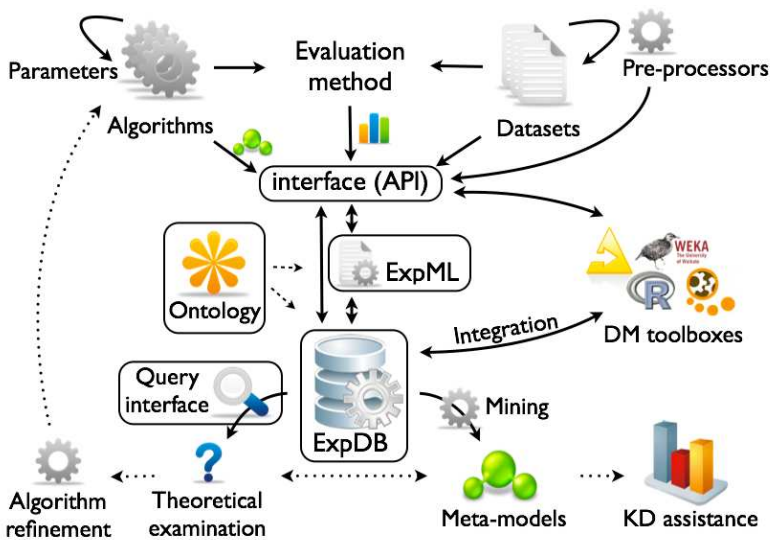 Parameters
Evaluation
method
Pre-processors
Algorithms
Datasets
interface (API)
Ontology
ExpML
WEKA
The University
of Waikato
R
Integration
DM toolboxes
Query
interface
ExpDB
Mining
?
Algorithm
refinement
Theoretical
examination
Meta-models
KD assistance